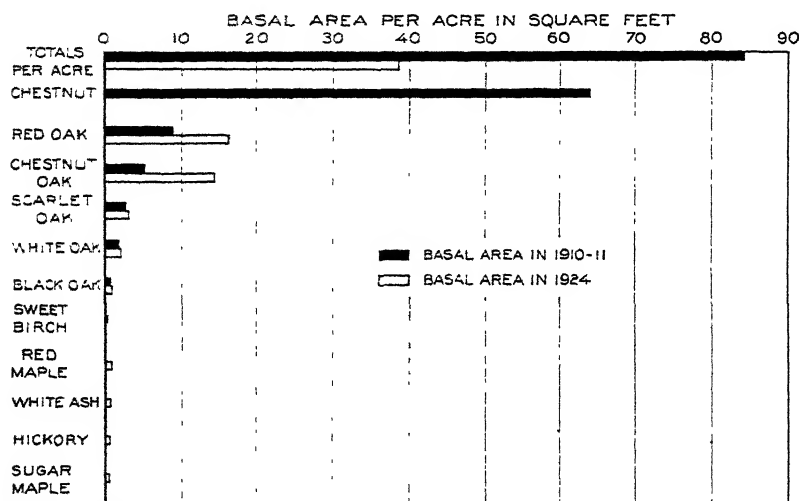 BASAL AREA PER ACRE IN SQUARE FEET
0 10 20 30 40 50 60 70 80 90
TOTALS
PER ACRE
CHESTNUT
RED OAK
CHESTNUT
OAK
SCARLET
OAK
WHITE OAK
BASAL AREA IN 1910-11
BLACK OAK
BASAL AREA IN 1924
SWEET
BIRCH
RED
MAPLE
WHITE ASH
HICKORY
SUGAR
MAPLE